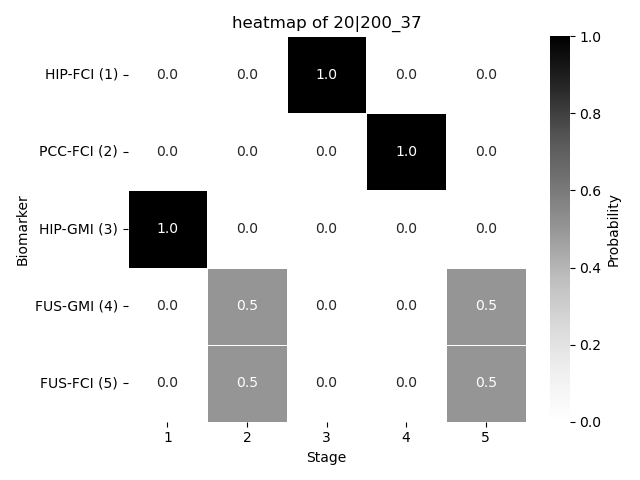 heatmap of 20|200_37
HIP-FCI (1) 0.0 0.0 1.0 0.0 0.0
PCC-FCI (2) 0.0 0.0 0.0 1.0 0.0
HIP-GMI (3) 1.0 0.0 0.0 0.0 0.0
FUS-GMI (4) 0.0 0.5 0.0 0.0 0.5
FUS-FCI (5) 0.0 0.5 0.0 0.0 0.5
1 2 3 4 5
Stage
Biomarker
1.0
0.8
0.6
0.4
0.2
0.0
Probability